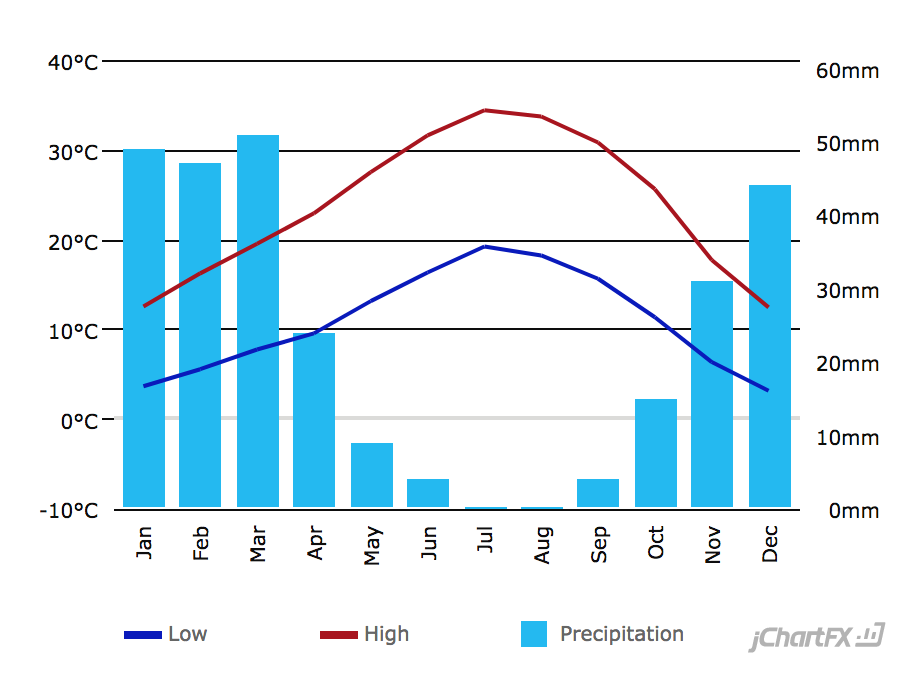 40°C
30°C
20°C
10°C
0°C
-10°C
60mm
50mm
40mm
30mm
20mm
10mm
0mm
Jan
Feb
Mar
Apr
May
Jun
Jul
Aug
Sep
Oct
Nov
Dec
Low High Precipitation
jChartFX